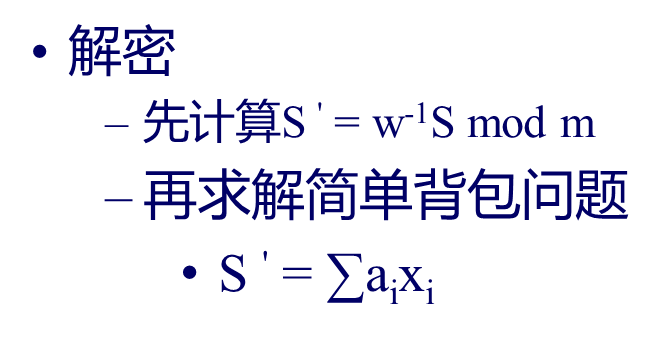 • 解密
– 先计算S ' = w⁻¹S mod m
– 再求解简单背包问题
• S ' = ∑aᵢxᵢ